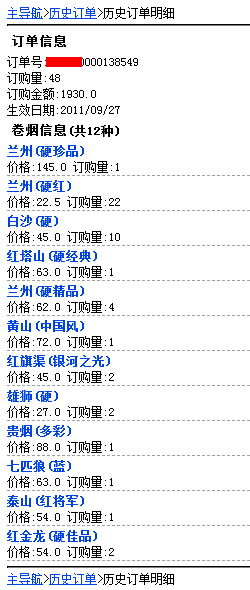 主导航>历史订单>历史订单明细
订单信息
订单号:0000138549
订购量:48
订购金额:1930.0
生效日期:2011/09/27
卷烟信息(共12种)
兰州(硬珍品)
价格:145.0 订购量:1
兰州(硬红)
价格:22.5 订购量:22
白沙(硬)
价格:45.0 订购量:10
红塔山(硬经典)
价格:63.0 订购量:1
兰州(硬精品)
价格:62.0 订购量:4
黄山(中国风)
价格:72.0 订购量:1
红旗渠(银河之光)
价格:45.0 订购量:2
雄狮(硬)
价格:27.0 订购量:2
贵烟(多彩)
价格:88.0 订购量:1
七匹狼(蓝)
价格:63.0 订购量:1
泰山(红将军)
价格:54.0 订购量:1
红金龙(硬佳品)
价格:54.0 订购量:2
主导航>历史订单>历史订单明细